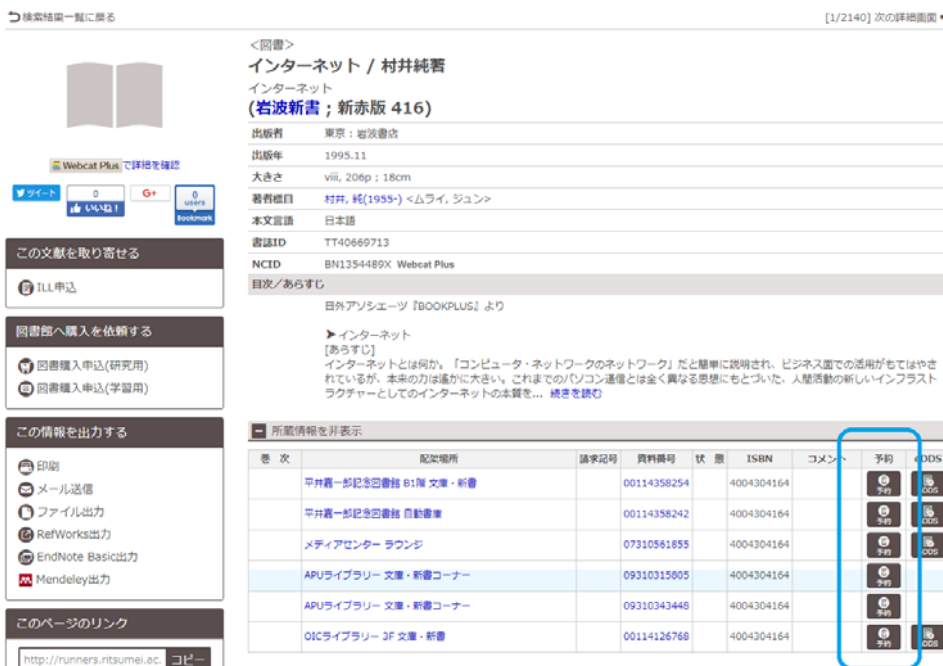 検索結果一覧に戻る
[1/2140] 次の詳細画面
Webcat Plus で詳細を確認
ツイート
0
いいね！
G+
0
users
Bookmark
この文献を取り寄せる
ILL申込
図書館へ購入を依頼する
図書購入申込(研究用)
図書購入申込(学習用)
この情報を出力する
印刷
メール送信
ファイル出力
RefWorks出力
EndNote Basic出力
Mendeley出力
このページのリンク
http://runners.ritsumei.ac. コピー
<図書>
インターネット / 村井純著
インターネット
(岩波新書 ; 新赤版 416)
出版者 東京 : 岩波書店
出版年 1995.11
大きさ viii, 206p ; 18cm
著者標目 村井, 純(1955-) <ムライ, ジュン>
本文言語 日本語
書誌ID TT40669713
NCID BN1354489X Webcat Plus
目次／あらすじ
日外アソシエーツ『BOOKPLUS』より
インターネット
[あらすじ]
インターネットとは何か。「コンピュータ・ネットワークのネットワーク」だと簡単に説明され、ビジネス面での活用がもてはやさ
れているが、本来の力は遙かに大きい。これまでのパソコン通信とは全く異なる思想にもとづいた、人間活動の新しいインフラスト
ラクチャーとしてのインターネットの本質を... 続きを読む
所蔵情報を非表示
巻 次 配架場所 請求記号 資料番号 状 態 ISBN コメント 予約 eDDS
平井嘉一郎記念図書館 B1階 文庫・新書 00114358254 4004304164 予約 DDS
平井嘉一郎記念図書館 自動書庫 00114358242 4004304164 予約 DDS
メディアセンター ラウンジ 07310561855 4004304164 予約 DDS
APUライブラリー 文庫・新書コーナー 09310315805 4004304164 予約
APUライブラリー 文庫・新書コーナー 09310343448 4004304164 予約
OICライブラリー 3F 文庫・新書 00114126768 4004304164 予約 DDS